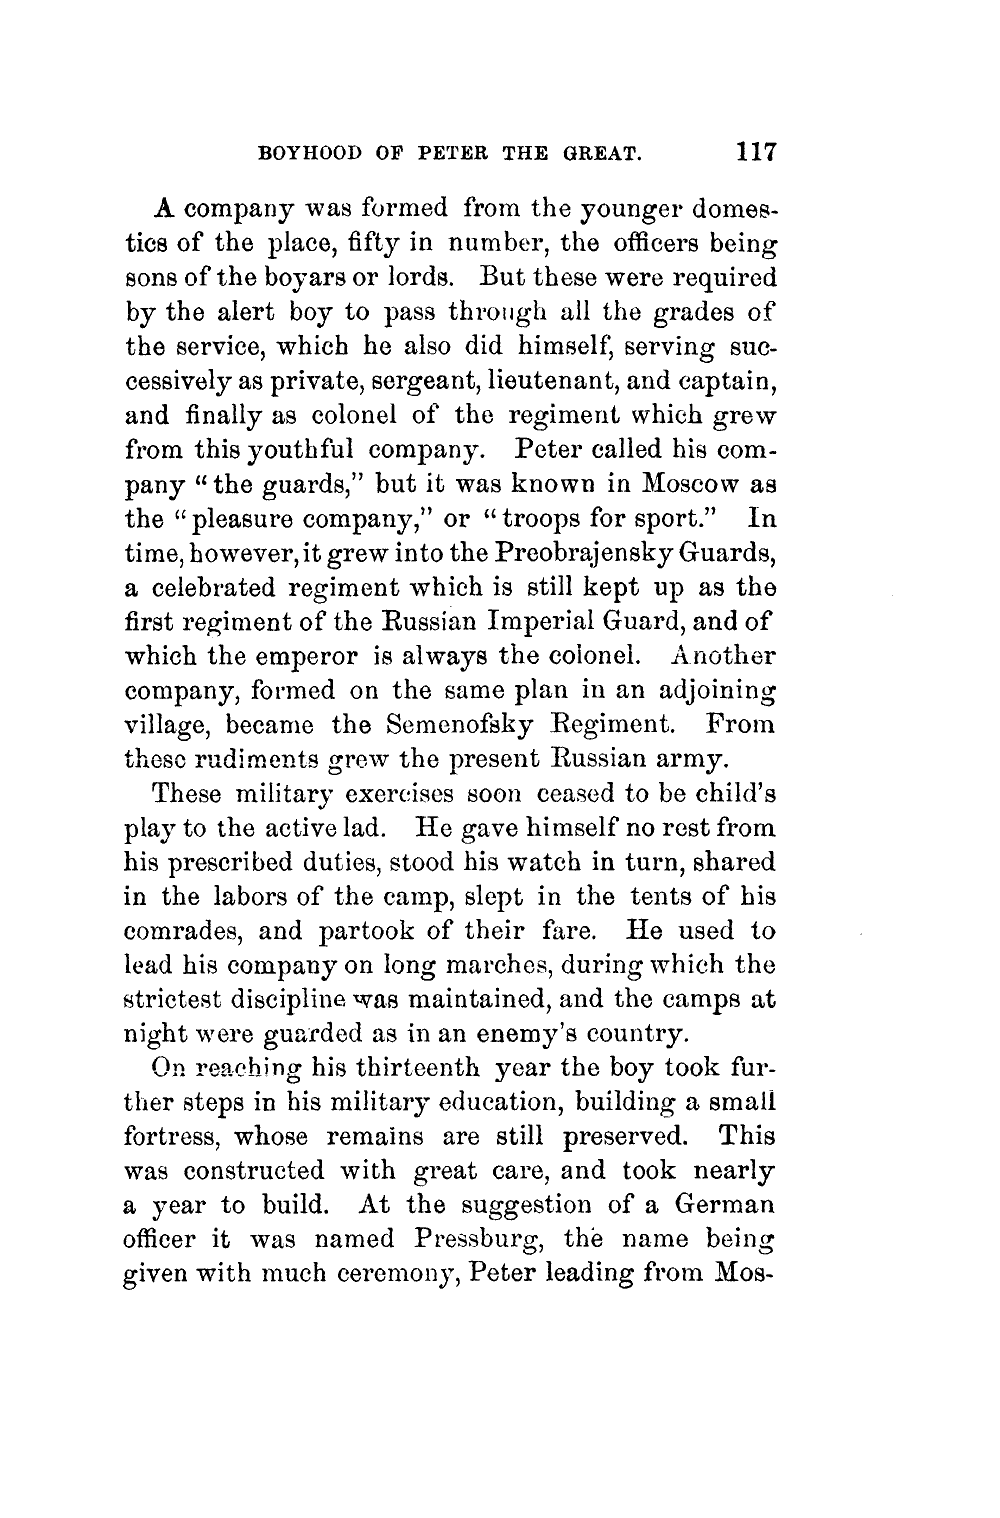 BOYHOOD OF PETER THE GREAT. 117
A company was formed from the younger domes-
tics of the place, fifty in number, the officers being
sons of the boyars or lords. But these were required
by the alert boy to pass through all the grades of
the service, which he also did himself, serving suc-
cessively as private, sergeant, lieutenant, and captain,
and finally as colonel of the regiment which grew
from this youthful company. Peter called his com-
pany “the guards,” but it was known in Moscow as
the “pleasure company,” or “troops for sport.” In
time, however, it grew into the Preobrajensky Guards,
a celebrated regiment which is still kept up as the
first regiment of the Russian Imperial Guard, and of
which the emperor is always the colonel. Another
company, formed on the same plan in an adjoining
village, became the Semenofsky Regiment. From
these rudiments grew the present Russian army.
These military exercises soon ceased to be child’s
play to the active lad. He gave himself no rest from
his prescribed duties, stood his watch in turn, shared
in the labors of the camp, slept in the tents of his
comrades, and partook of their fare. He used to
lead his company on long marches, during which the
strictest discipline was maintained, and the camps at
night were guarded as in an enemy’s country.
On reaching his thirteenth year the boy took fur-
ther steps in his military education, building a small
fortress, whose remains are still preserved. This
was constructed with great care, and took nearly
a year to build. At the suggestion of a German
officer it was named Pressburg, the name being
given with much ceremony, Peter leading from Mos-